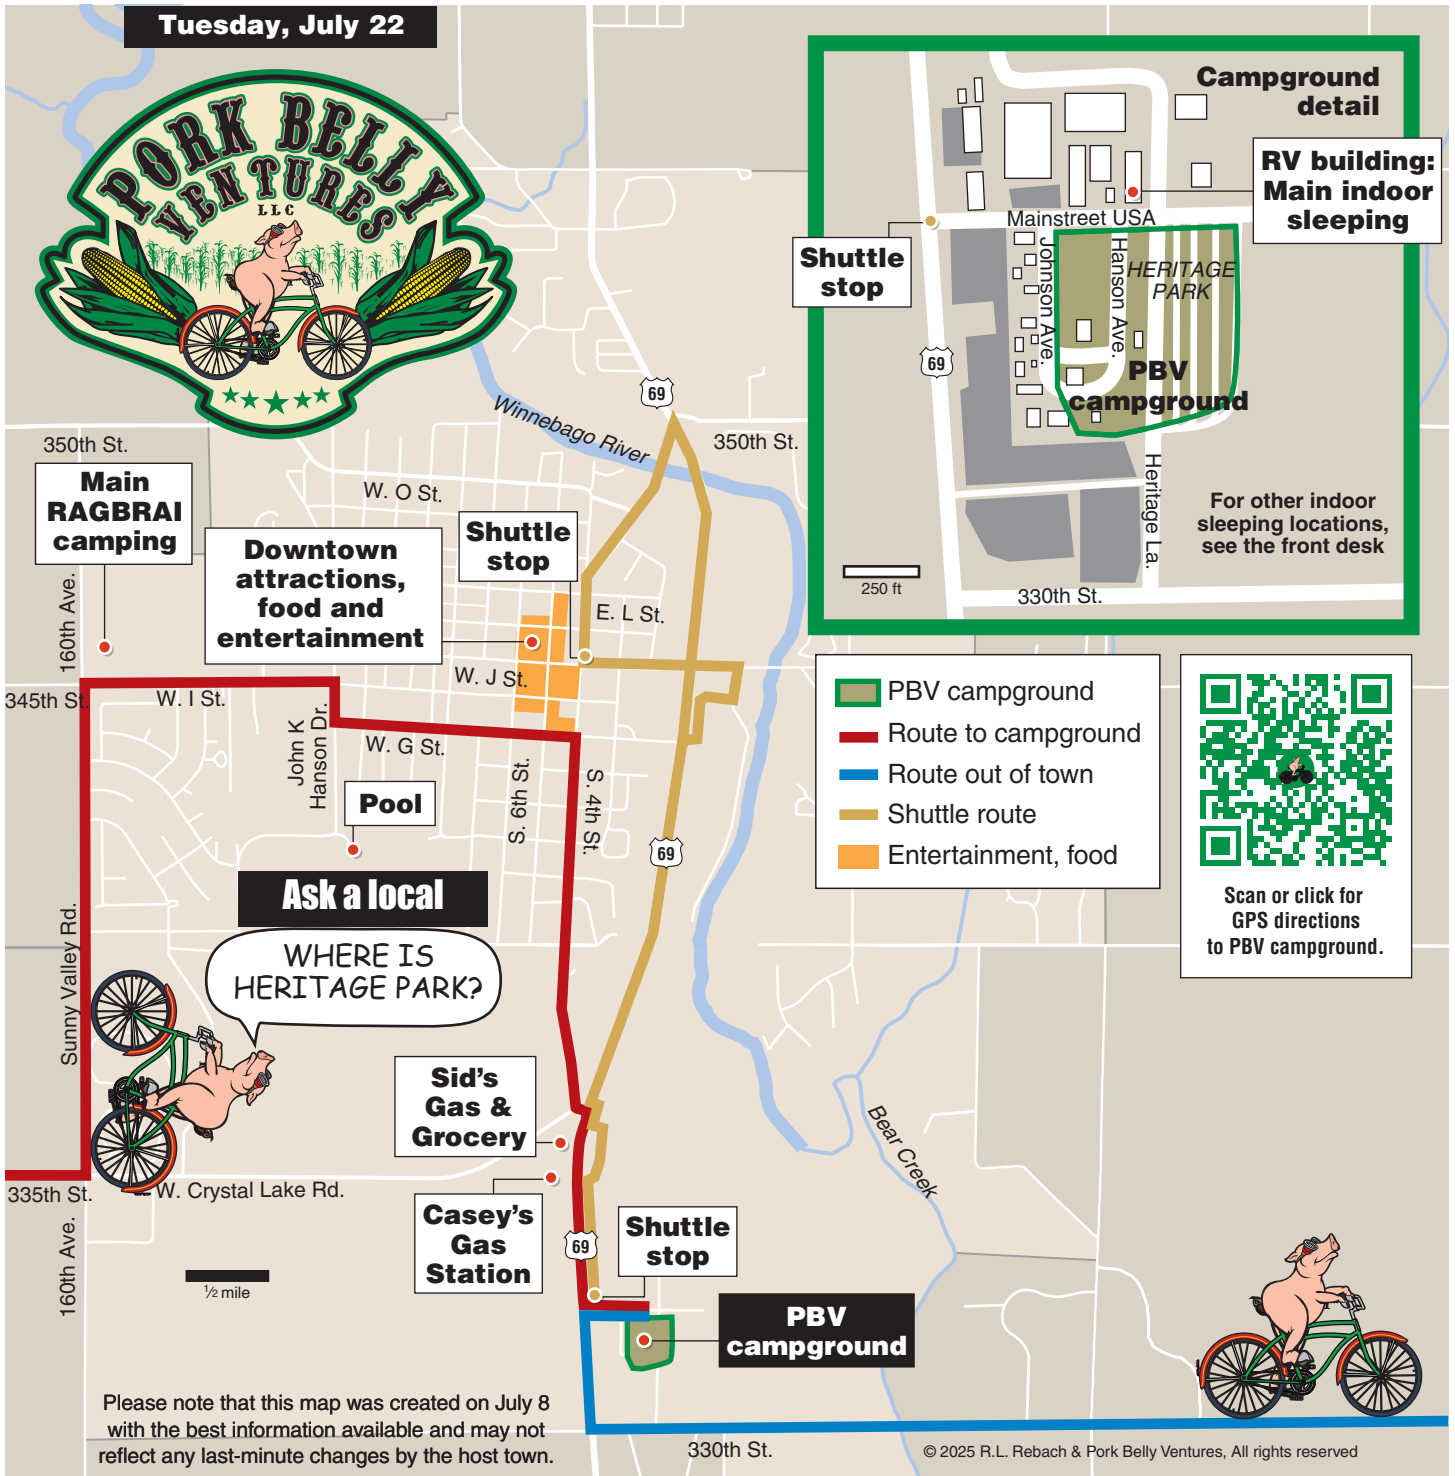 Tuesday, July 22
PORK BELLY
VENTURES
LLC
Campground
detail
RV building:
Main indoor
sleeping
Mainstreet USA
Shuttle
stop
Johnson Ave.
Hanson Ave.
HERITAGE
PARK
69
PBV
campground
Heritage La.
For other indoor
sleeping locations,
see the front desk
250 ft
330th St.
69
Winnebago River
350th St.
350th St.
Main
RAGBRAI
camping
W. O St.
Shuttle
stop
Downtown
attractions,
food and
entertainment
E. L St.
160th Ave.
W. J St.
345th St.
W. I St.
John K
Hanson Dr.
W. G St.
S. 6th St.
S. 4th St.
Pool
69
PBV campground
Route to campground
Route out of town
Shuttle route
Entertainment, food
Scan or click for
GPS directions
to PBV campground.
Ask a local
WHERE IS
HERITAGE PARK?
Sunny Valley Rd.
Sid's
Gas &
Grocery
Bear Creek
335th St.
W. Crystal Lake Rd.
Casey's
Gas
Station
69
Shuttle
stop
160th Ave.
½ mile
PBV
campground
Please note that this map was created on July 8
with the best information available and may not
reflect any last-minute changes by the host town.
330th St.
© 2025 R.L. Rebach & Pork Belly Ventures, All rights reserved